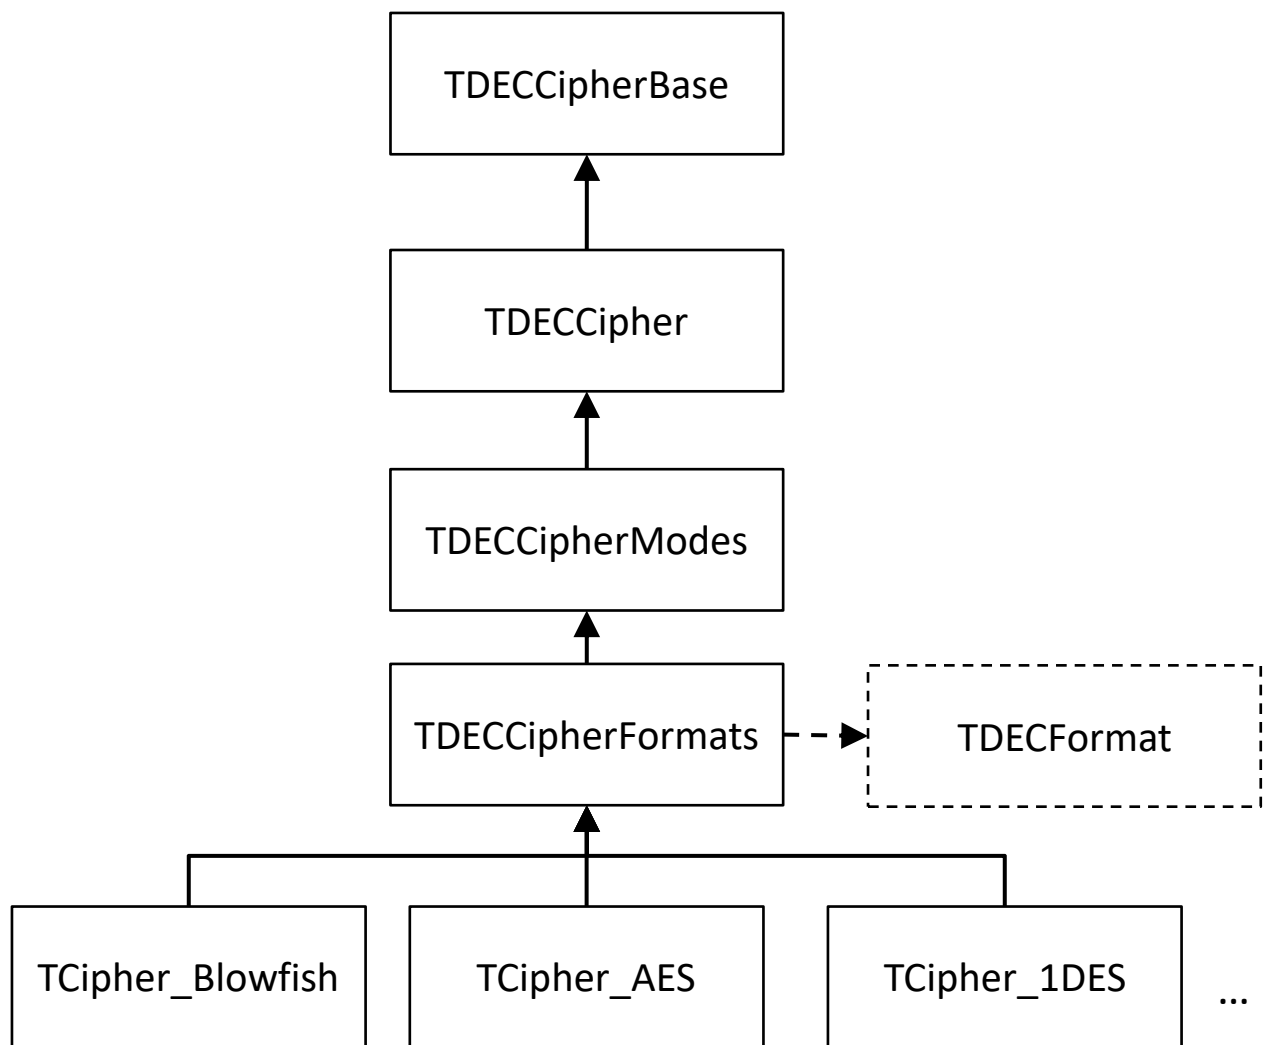 TDECCipherBase
TDECCipher
TDECCipherModes
TDECCipherFormats
TDECFormat
TCipher_Blowfish
TCipher_AES
TCipher_1DES
...